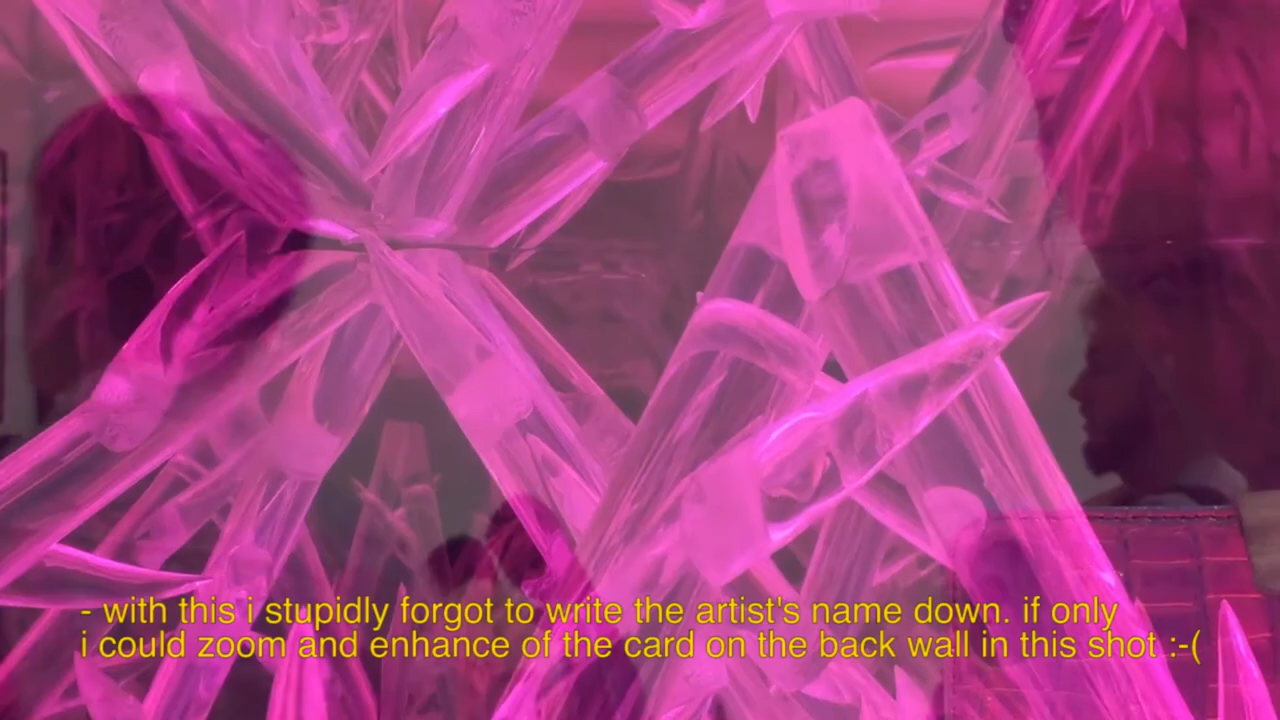 - with this i stupidly forgot to write the artist's name down. if only
i could zoom and enhance of the card on the back wall in this shot :-(